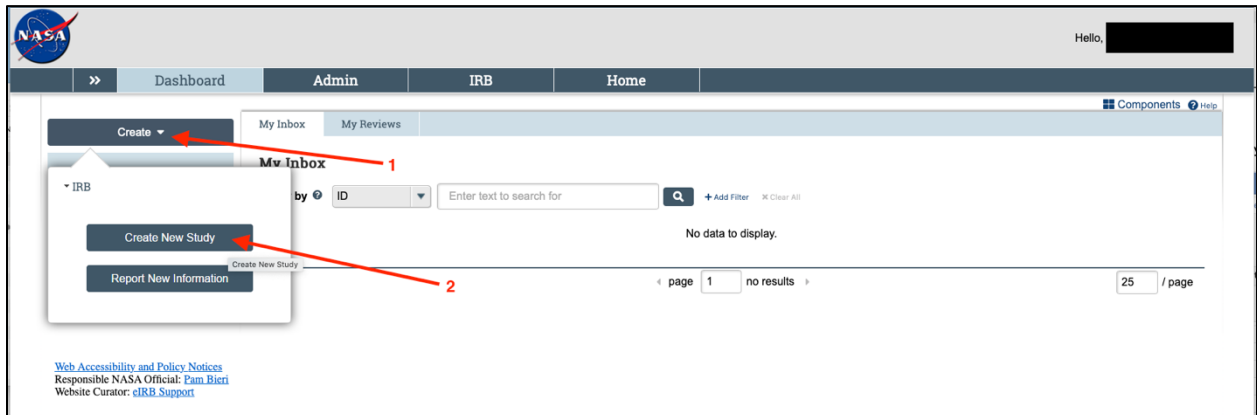 NASA
Hello,
» Dashboard Admin IRB Home
Components Help
Create My Inbox My Reviews
1
My Inbox
IRB
by ID Enter text to search for + Add Filter Clear All
Create New Study No data to display.
Create New Study
Report New Information 2 page 1 no results 25 / page
Web Accessibility and Policy Notices
Responsible NASA Official: Pam Bieri
Website Curator: eIRB Support